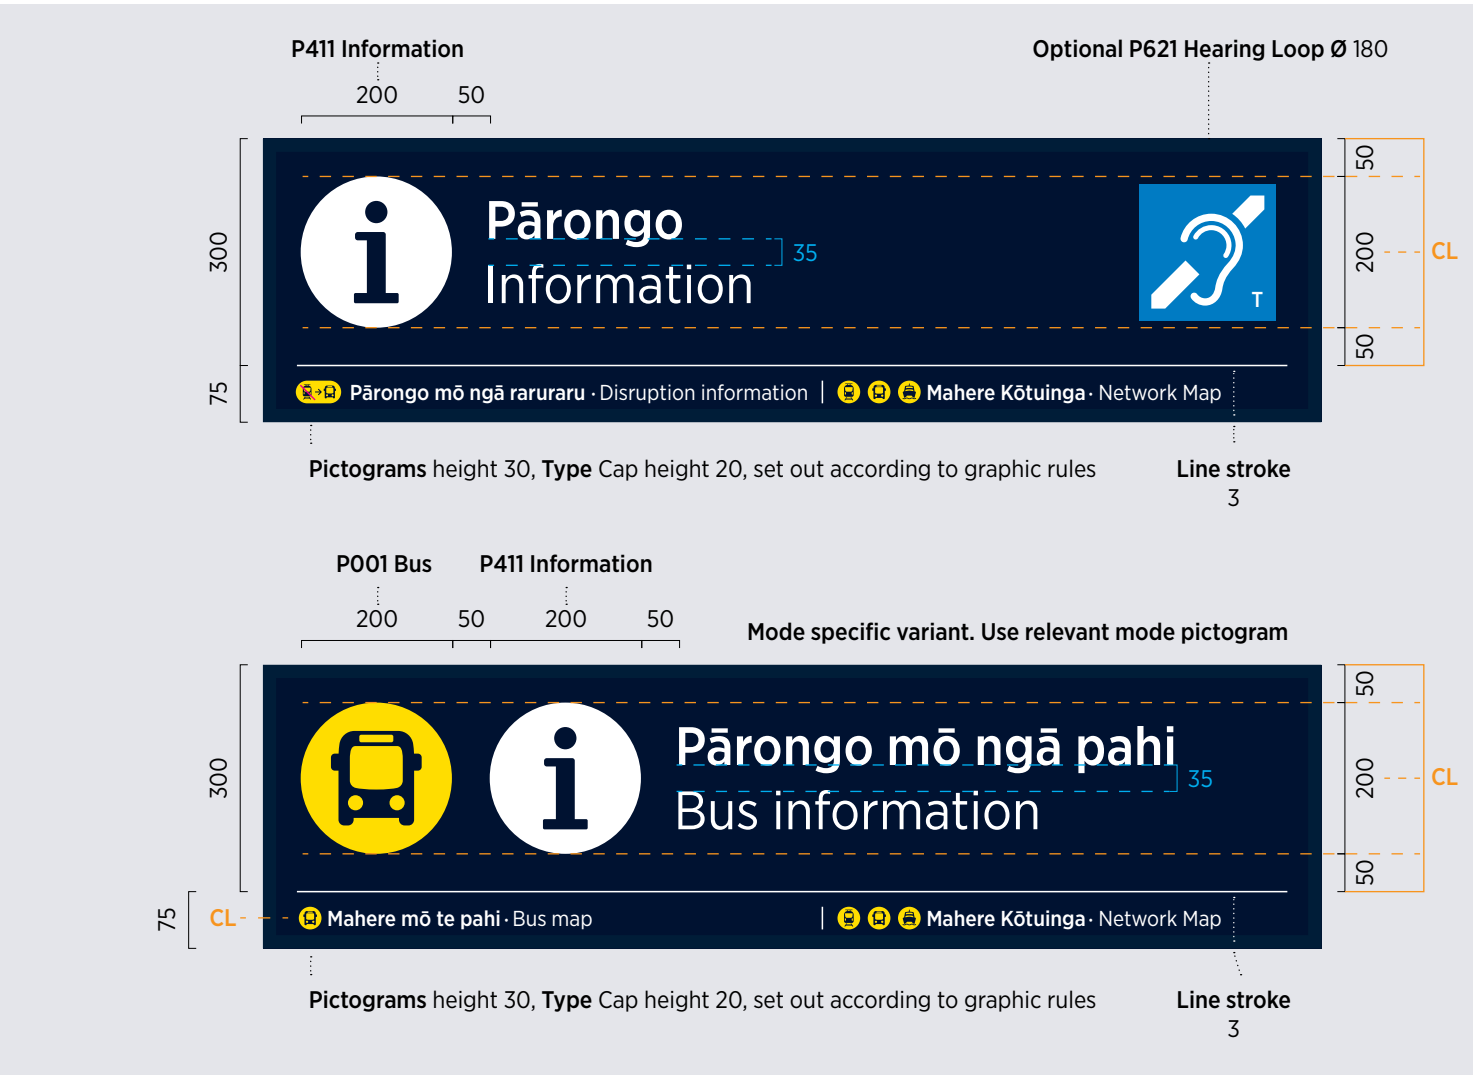 P411 Information
Optional P621 Hearing Loop Ø 180
200 50
50
300
Pārongo
35
Information
200
CL
T
50
75
Pārongo mō ngā raruraru · Disruption information | Mahere Kōtuinga · Network Map
Pictograms height 30, Type Cap height 20, set out according to graphic rules
Line stroke
3
P001 Bus P411 Information
200 50 200 50
Mode specific variant. Use relevant mode pictogram
50
300
Pārongo mō ngā pahi
35
Bus information
200
CL
50
75
CL
Mahere mō te pahi · Bus map | Mahere Kōtuinga · Network Map
Pictograms height 30, Type Cap height 20, set out according to graphic rules
Line stroke
3